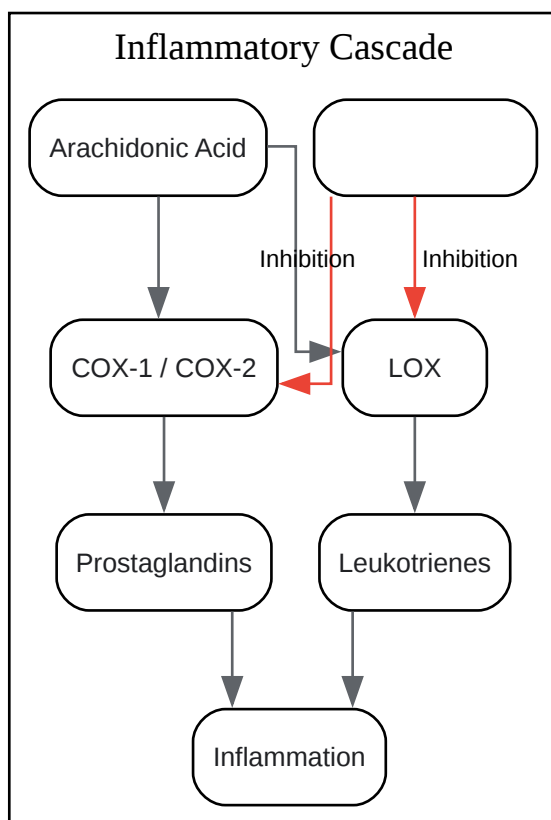 Inflammatory Cascade
Arachidonic Acid
Inhibition
Inhibition
COX-1 / COX-2
LOX
Prostaglandins
Leukotrienes
Inflammation